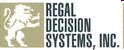 REGAL
DECISION
SYSTEMS, INC.